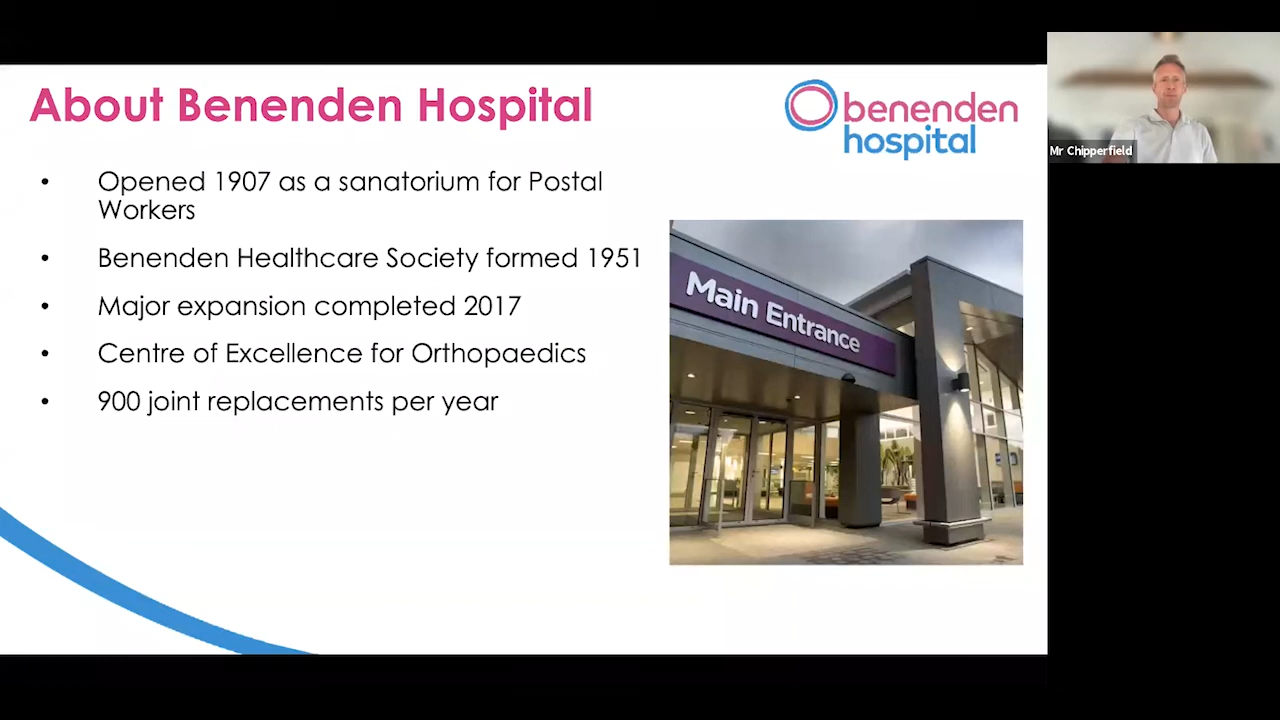 About Benenden Hospital
benenden
hospital
Mr Chipperfield
• Opened 1907 as a sanatorium for Postal
Workers
• Benenden Healthcare Society formed 1951
• Major expansion completed 2017
• Centre of Excellence for Orthopaedics
• 900 joint replacements per year
Main Entrance